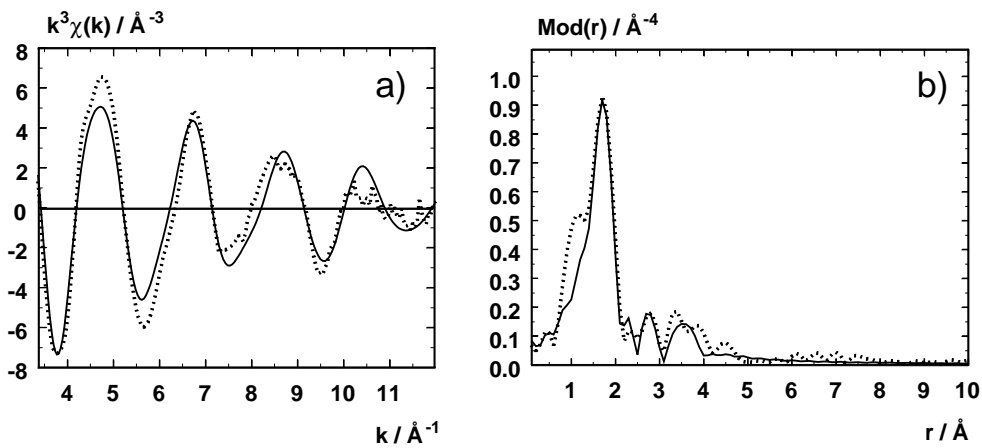 k³χ(k) / Å⁻³
a)
8
6
4
2
0
-2
-4
-6
-8
4 5 6 7 8 9 10 11
k / Å⁻¹
Mod(r) / Å⁻⁴
b)
1.0
0.9
0.8
0.7
0.6
0.5
0.4
0.3
0.2
0.1
0.0
1 2 3 4 5 6 7 8 9 10
r / Å